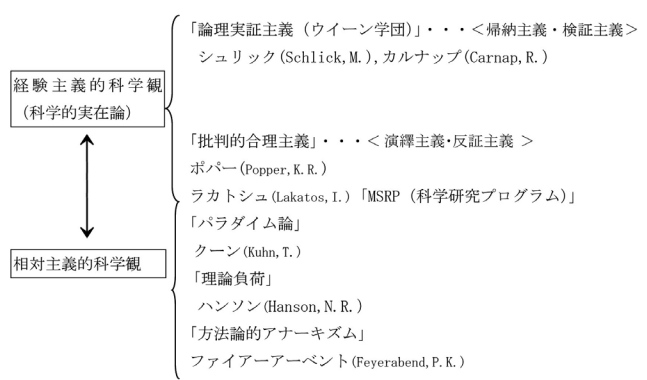 「論理実証主義（ウイーン学団）」・・・＜帰納主義・検証主義＞
シュリック(Schlick,M.),カルナップ(Carnap,R.)
経験主義的科学観
（科学的実在論）
「批判的合理主義」・・・＜ 演繹主義・反証主義 ＞
ポパー(Popper,K.R.)
ラカトシュ(Lakatos,I.)「MSRP（科学研究プログラム）」
「パラダイム論」
クーン(Kuhn,T.)
相対主義的科学観
「理論負荷」
ハンソン(Hanson,N.R.)
「方法論的アナーキズム」
ファイアーアーベント(Feyerabend,P.K.)